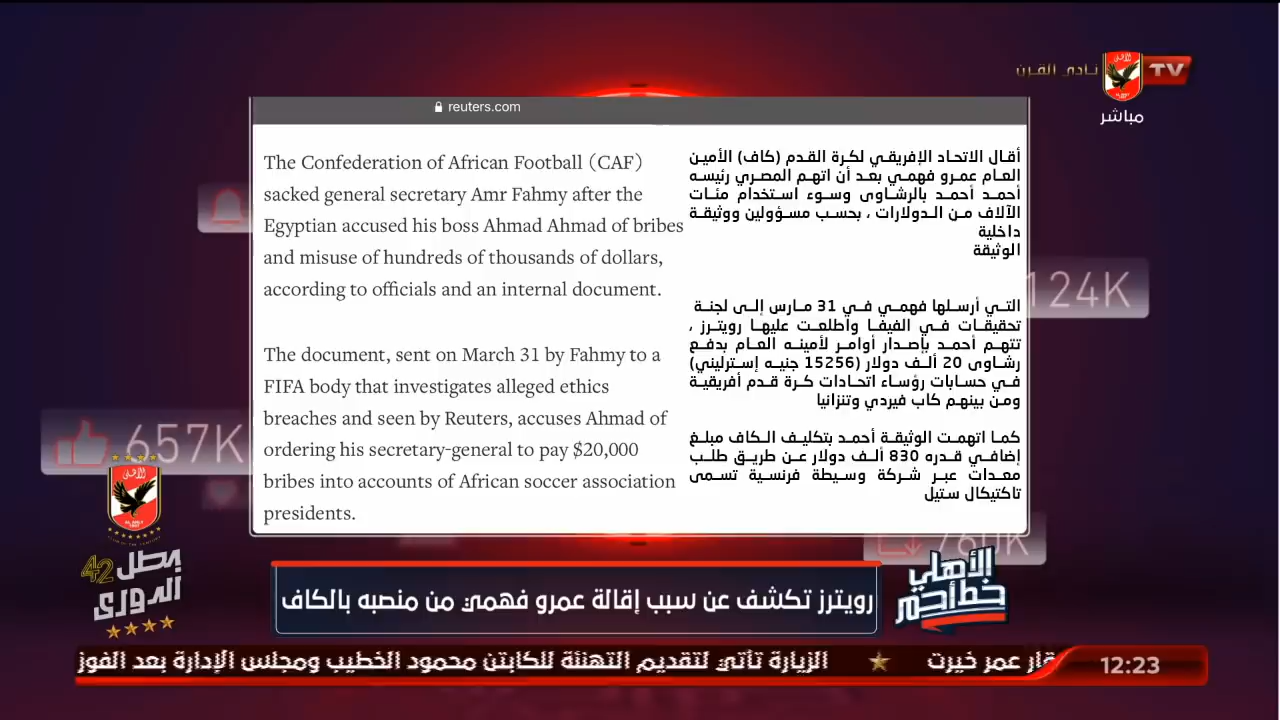 نادي القرن
TV
مباشر
reuters.com
The Confederation of African Football (CAF)
sacked general secretary Amr Fahmy after the
Egyptian accused his boss Ahmad Ahmad of bribes
and misuse of hundreds of thousands of dollars,
according to officials and an internal document.
The document, sent on March 31 by Fahmy to a
FIFA body that investigates alleged ethics
breaches and seen by Reuters, accuses Ahmad of
ordering his secretary-general to pay $20,000
bribes into accounts of African soccer association
presidents.
أقال الاتحاد الإفريقي لكرة القدم (كاف) الأمين
العام عمرو فهمي بعد أن اتهم المصري رئيسه
أحمد أحمد بالرشاوى وسوء استخدام مئات
الآلاف من الدولارات ، بحسب مسؤولين ووثيقة
داخلية
الوثيقة
التي أرسلها فهمي في 31 مارس إلى لجنة
تحقيقات في الفيفا واطلعت عليها رويترز ،
تتهم أحمد بإصدار أوامر لأمينه العام بدفع
رشاوى 20 ألف دولار (15256 جنيه إسترليني)
في حسابات رؤساء اتحادات كرة قدم أفريقية
ومن بينهم كاب فيردي وتنزانيا
كما اتهمت الوثيقة أحمد بتكليف الكاف مبلغ
إضافي قدره 830 ألف دولار عن طريق طلب
معدات عبر شركة وسيطة فرنسية تسمى
تاكتيكال ستيل
124K
657K
760K
بطل 42
الدوري
الأهلي
خط أحمر
رويترز تكشف عن سبب إقالة عمرو فهمي من منصبه بالكاف
قار عمر خيرت ★ الزيارة تأتي لتقديم التهنئة للكابتن محمود الخطيب ومجلس الإدارة بعد الفوز
12:23